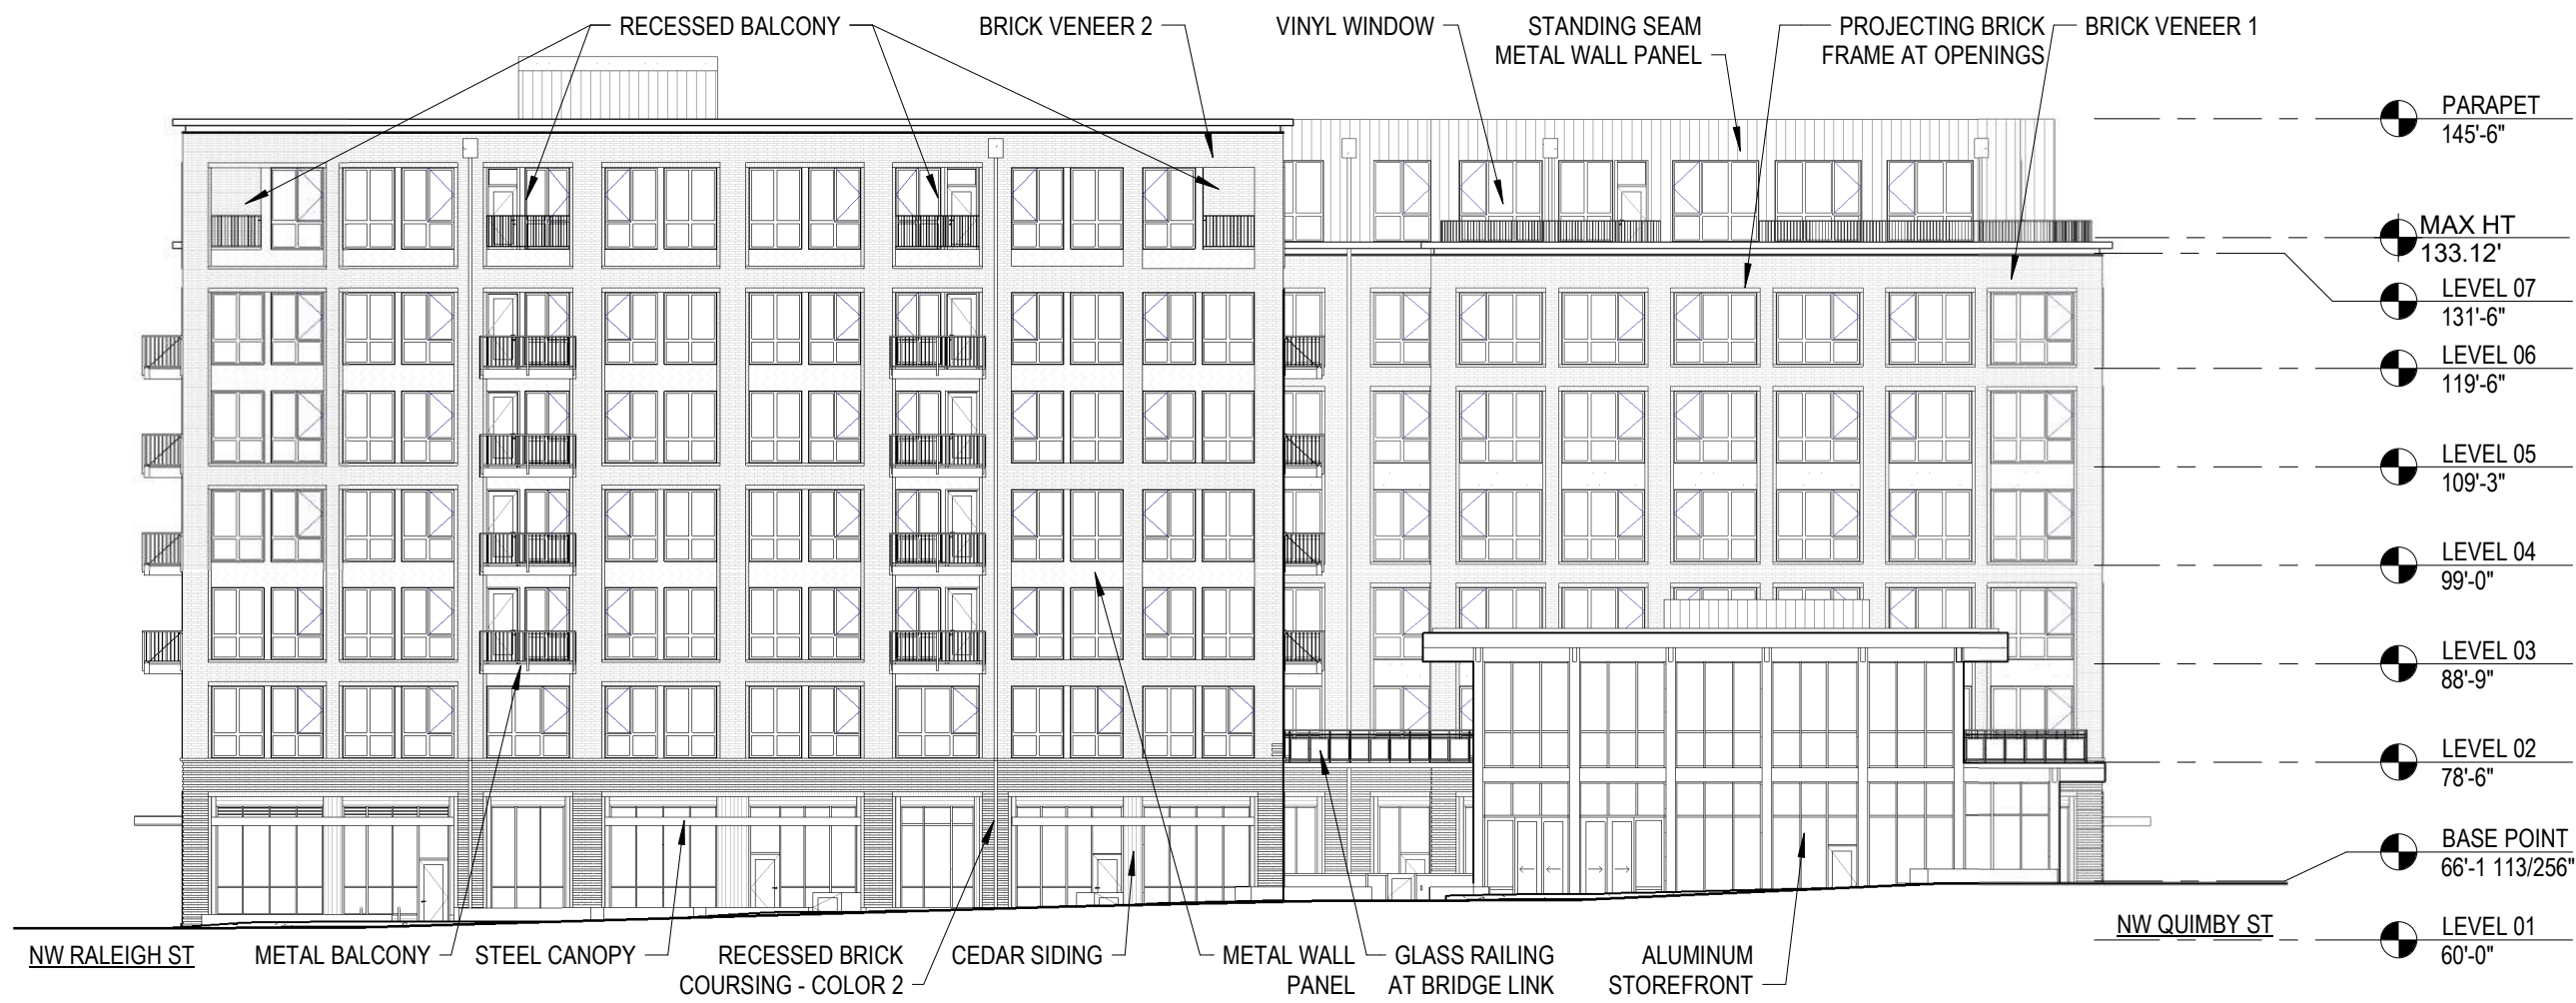 RECESSED BALCONY
BRICK VENEER 2
VINYL WINDOW
STANDING SEAM
METAL WALL PANEL
PROJECTING BRICK
FRAME AT OPENINGS
BRICK VENEER 1
PARAPET
145'-6"
MAX HT
133.12'
LEVEL 07
131'-6"
LEVEL 06
119'-6"
LEVEL 05
109'-3"
LEVEL 04
99'-0"
LEVEL 03
88'-9"
LEVEL 02
78'-6"
BASE POINT
66'-1 113/256"
LEVEL 01
60'-0"
NW RALEIGH ST
METAL BALCONY
STEEL CANOPY
RECESSED BRICK
COURSING - COLOR 2
CEDAR SIDING
METAL WALL
PANEL
GLASS RAILING
AT BRIDGE LINK
ALUMINUM
STOREFRONT
NW QUIMBY ST